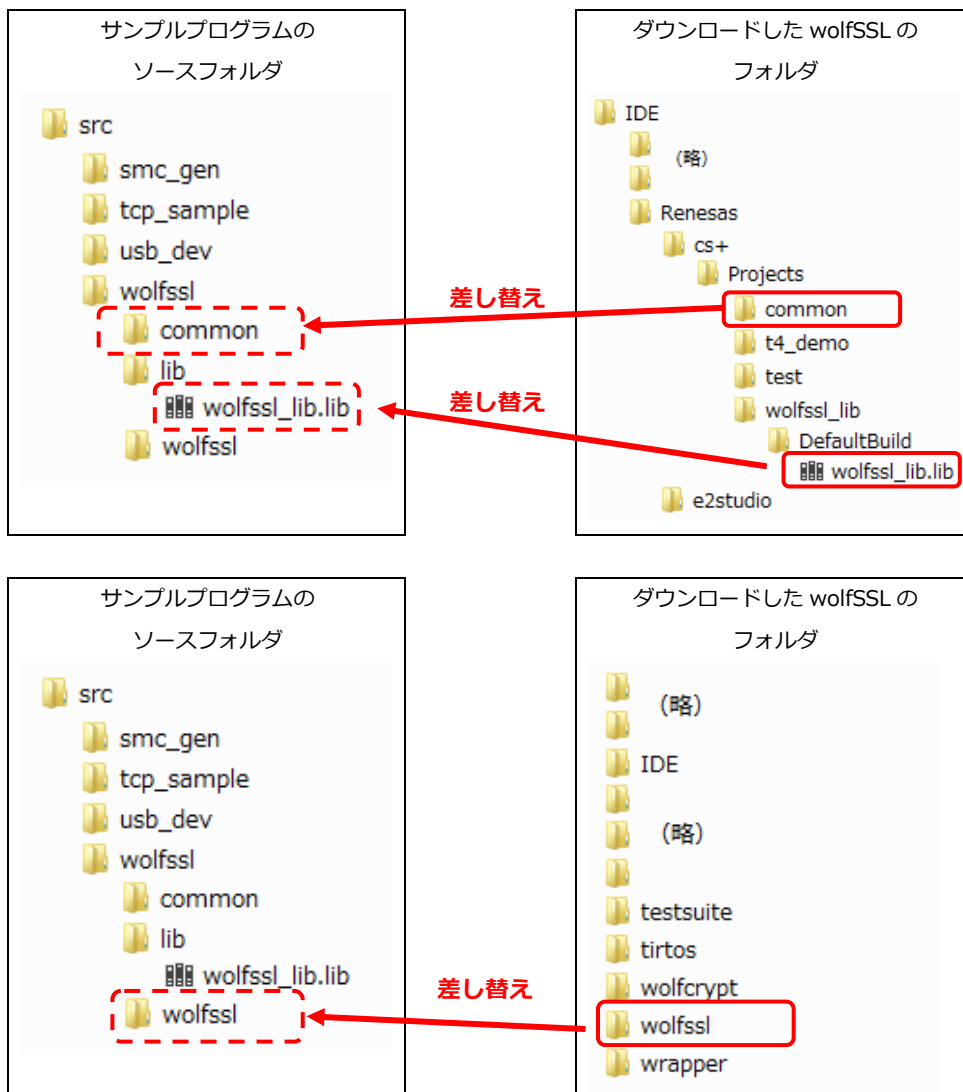 サンプルプログラムの
ソースフォルダ
src
smc_gen
tcp_sample
usb_dev
wolfssl
common
lib
wolfssl_lib.lib
wolfssl
差し替え
差し替え
ダウンロードした wolfSSL の
フォルダ
IDE
(略)
Renesas
cs+
Projects
common
t4_demo
test
wolfssl_lib
DefaultBuild
wolfssl_lib.lib
e2studio
サンプルプログラムの
ソースフォルダ
src
smc_gen
tcp_sample
usb_dev
wolfssl
common
lib
wolfssl_lib.lib
wolfssl
差し替え
ダウンロードした wolfSSL の
フォルダ
(略)
IDE
(略)
testsuite
tirtos
wolfcrypt
wolfssl
wrapper